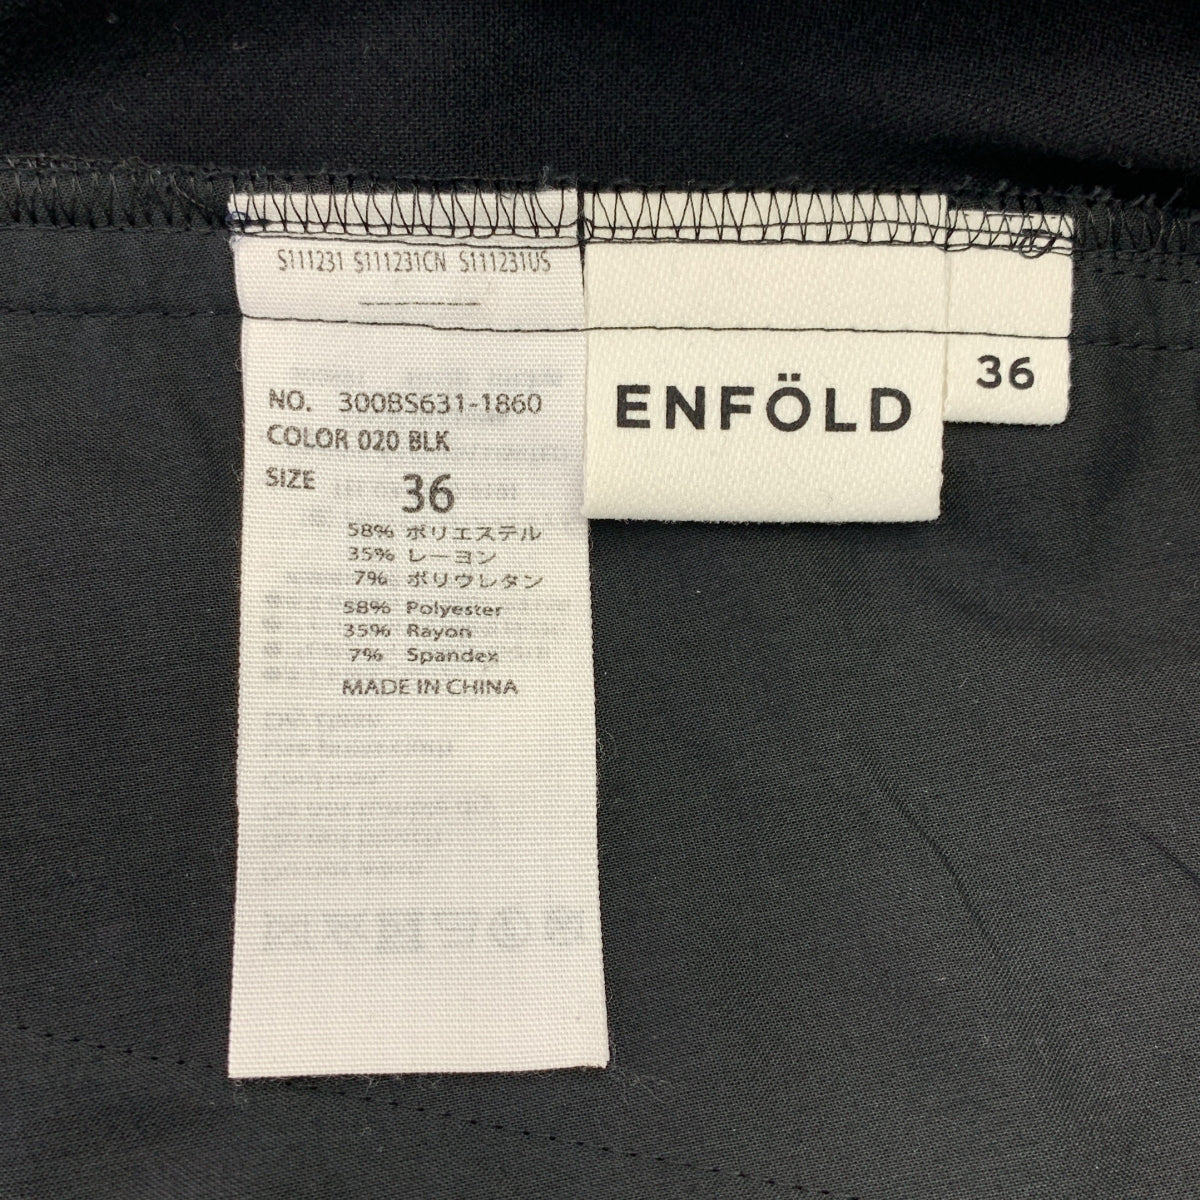 S111231 S111231CN S111231US
NO. 300BS631-1860
COLOR 020 BLK
SIZE 36
58% ポリエステル
35% レーヨン
7% ポリウレタン
58% Polyester
35% Rayon
7% Spandex
MADE IN CHINA
ENFÖLD
36